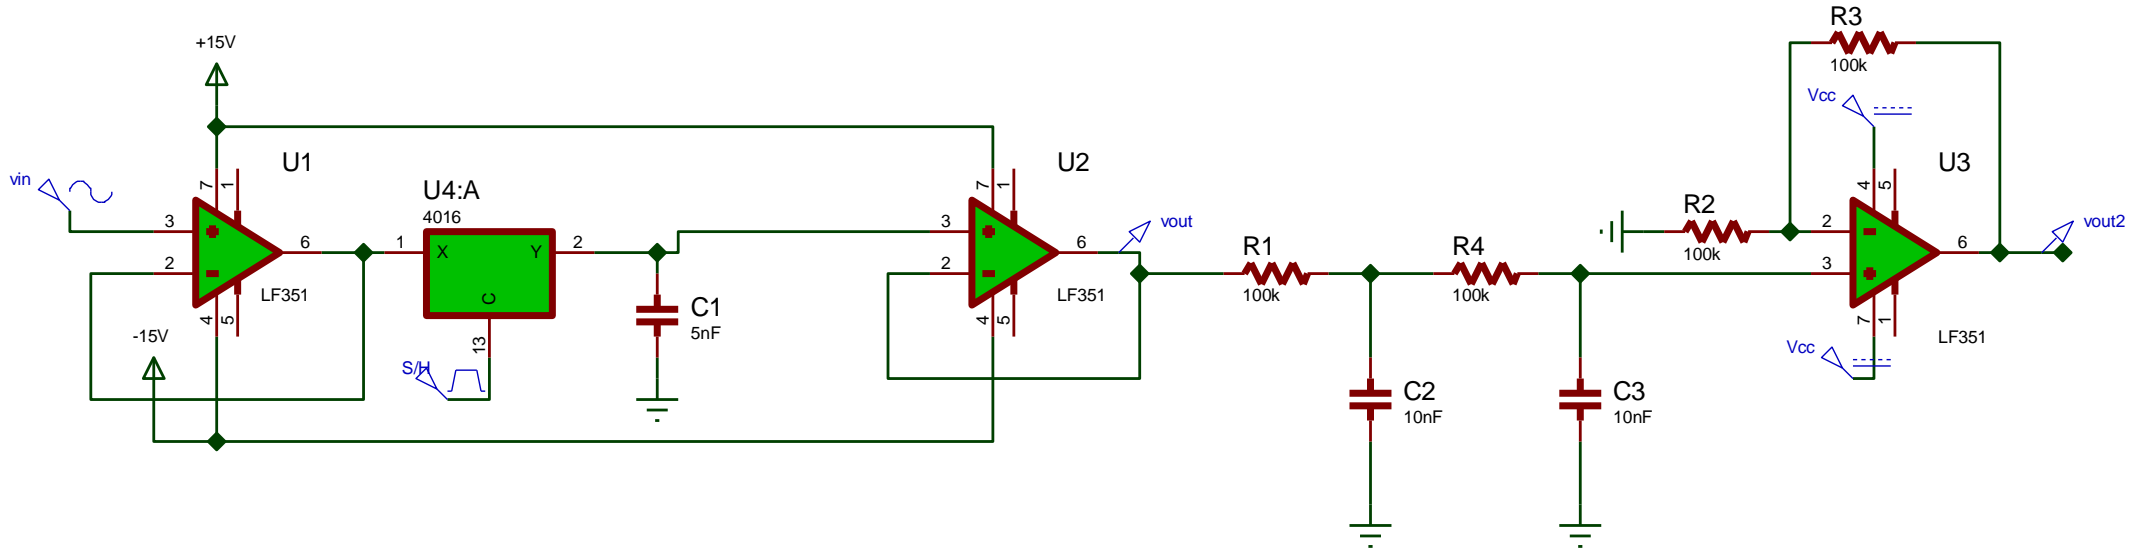 +15V
vin
U1
7
1
3
2
6
4
5
LF351
-15V
U4:A
4016
1
X
Y
2
C
13
S/H
C1
5nF
U2
7
1
3
2
6
4
5
LF351
vout
R1
100k
R4
100k
C2
10nF
C3
10nF
R3
100k
Vcc
R2
100k
U3
4
5
2
3
6
7
1
LF351
Vcc
vout2